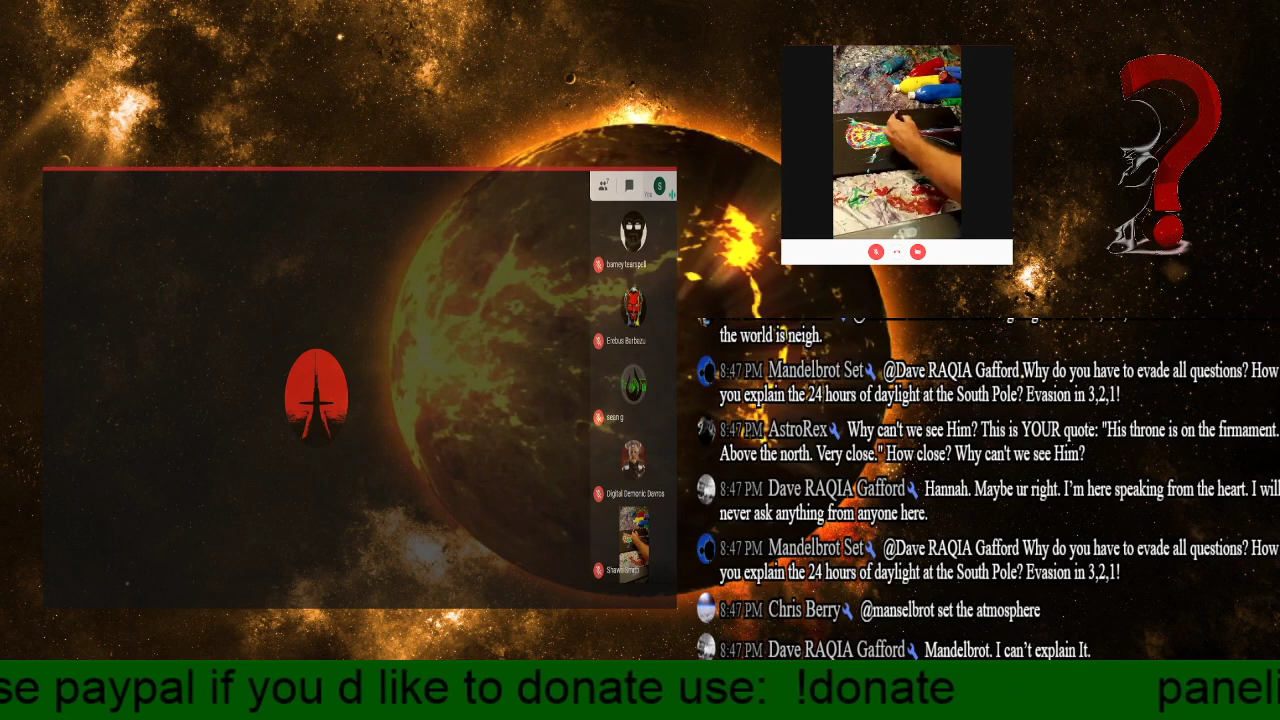 You
S
barney tearspell
Erebus Barbazu
sean g
Digital Demonic Davros
Shawn Smith
the world is neigh.
8:47 PM Mandelbrot Set @Dave RAQIA Gafford,Why do you have to evade all questions? How
you explain the 24 hours of daylight at the South Pole? Evasion in 3,2,1!
8:47 PM AstroRex Why can't we see Him? This is YOUR quote: "His throne is on the firmament.
Above the north. Very close." How close? Why can't we see Him?
8:47 PM Dave RAQIA Gafford Hannah. Maybe ur right. I’m here speaking from the heart. I will
never ask anything from anyone here.
8:47 PM Mandelbrot Set @Dave RAQIA Gafford Why do you have to evade all questions? How
you explain the 24 hours of daylight at the South Pole? Evasion in 3,2,1!
8:47 PM Chris Berry @manselbrot set the atmosphere
8:47 PM Dave RAQIA Gafford Mandelbrot. I can’t explain It.
se paypal if you d like to donate use: !donate panel